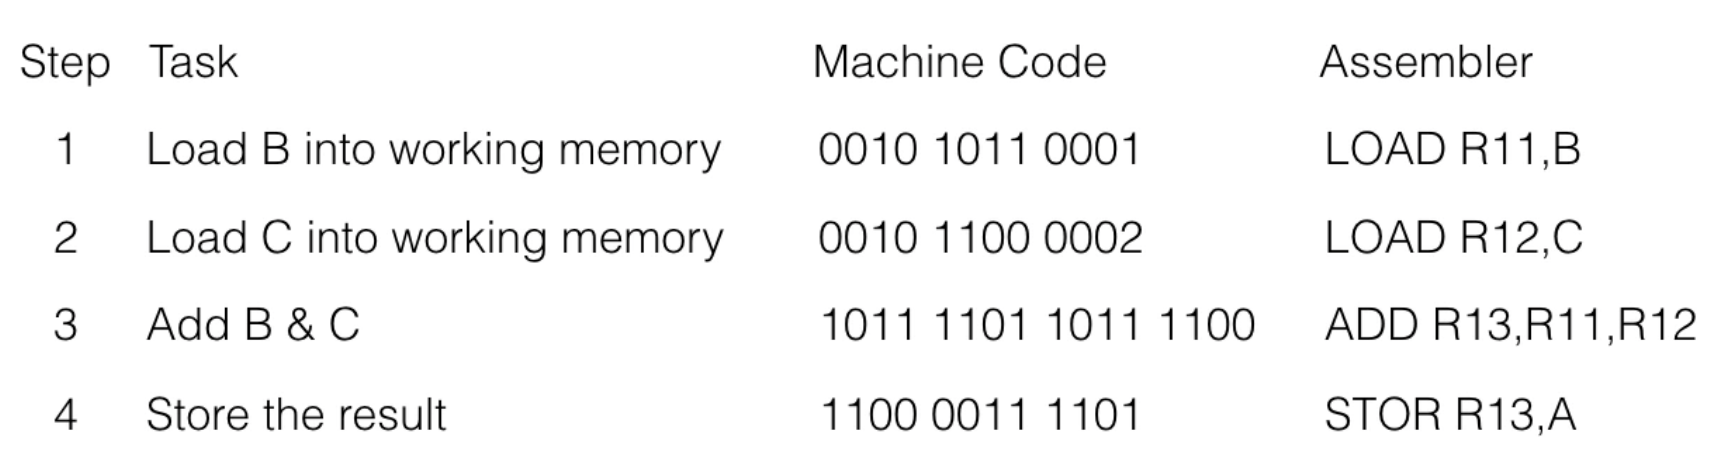 Step Task Machine Code Assembler
1 Load B into working memory 0010 1011 0001 LOAD R11,B
2 Load C into working memory 0010 1100 0002 LOAD R12,C
3 Add B & C 1011 1101 1011 1100 ADD R13,R11,R12
4 Store the result 1100 0011 1101 STOR R13,A